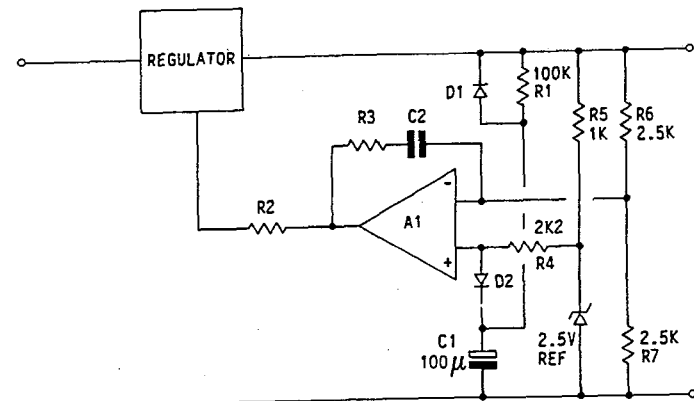 REGULATOR
D1
100K
R1
R5
1K
R6
2.5K
R3
C2
-
A1
+
R2
2K2
R4
D2
C1
100µ
2.5V
REF
2.5K
R7